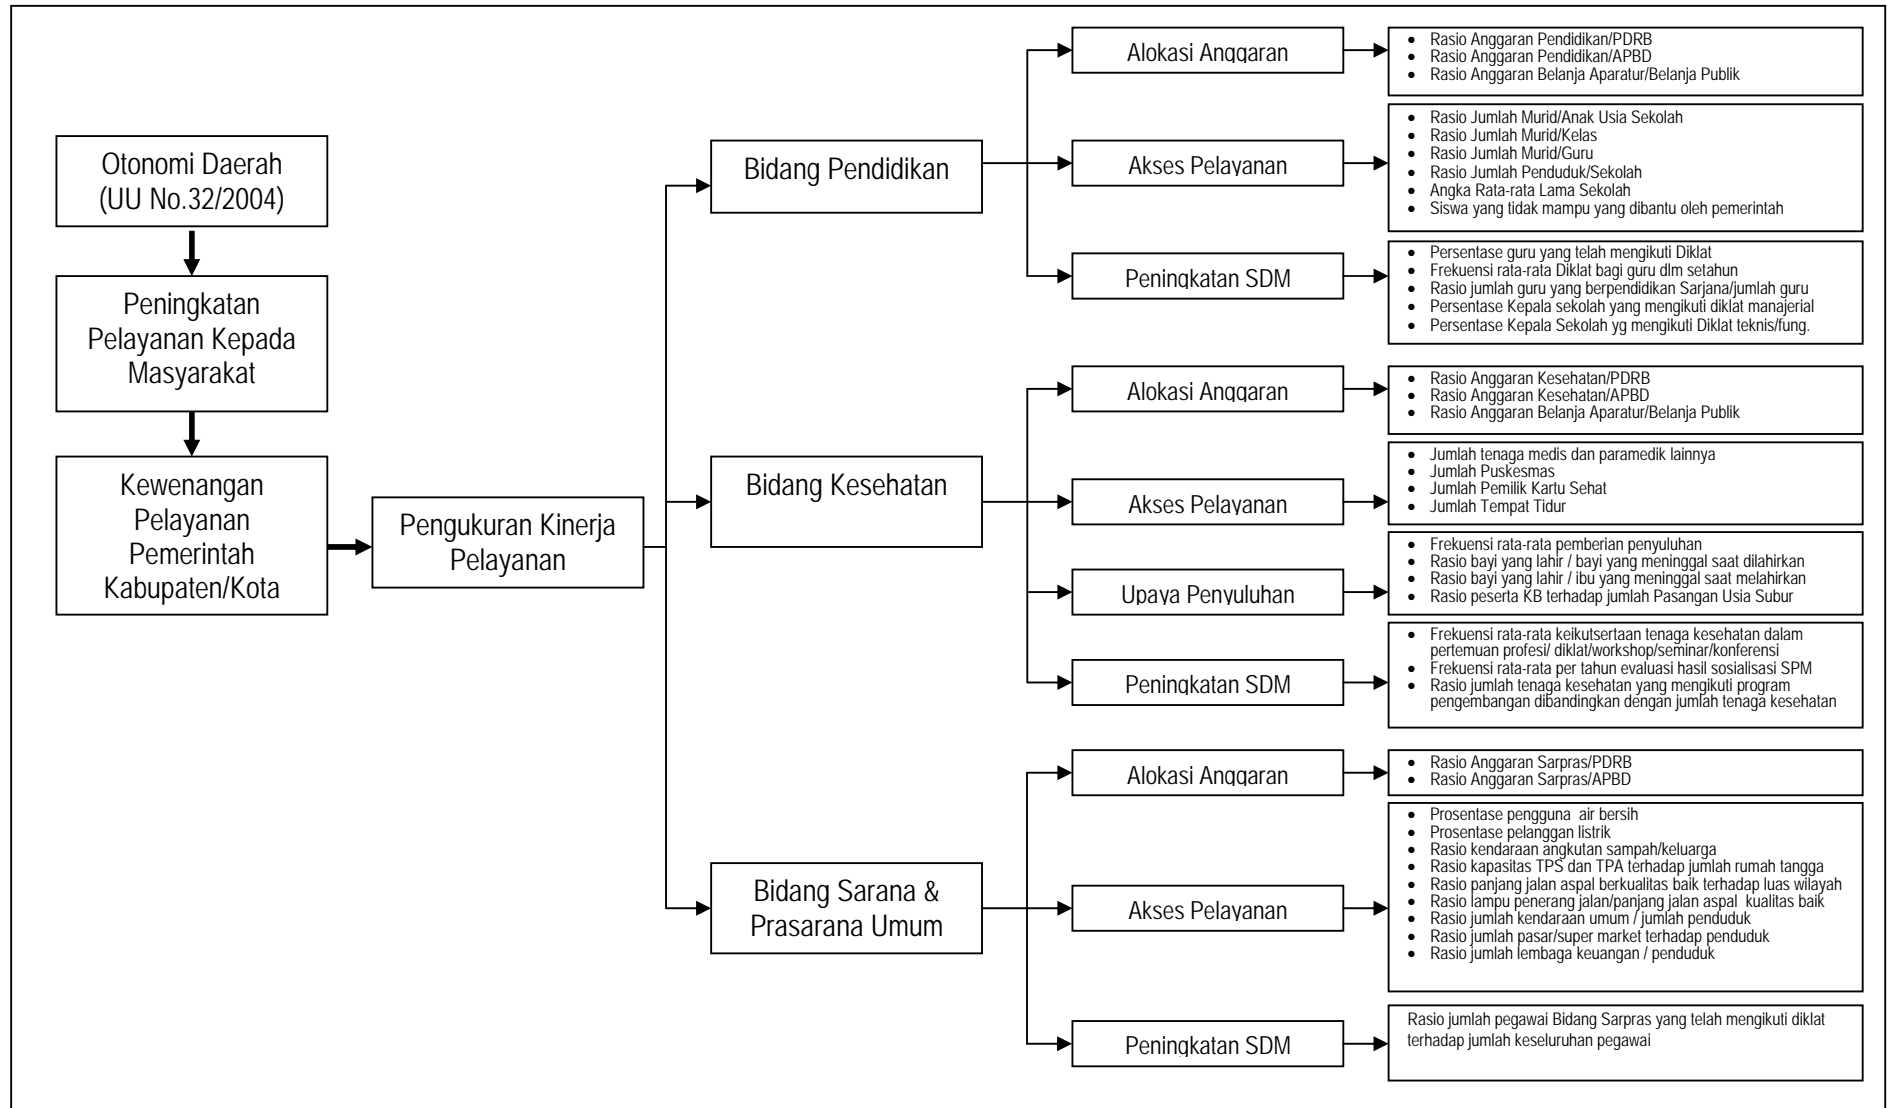 Otonomi Daerah
(UU No.32/2004)
Peningkatan
Pelayanan Kepada
Masyarakat
Kewenangan
Pelayanan
Pemerintah
Kabupaten/Kota
Pengukuran Kinerja
Pelayanan
Bidang Pendidikan
Alokasi Anggaran
• Rasio Anggaran Pendidikan/PDRB
• Rasio Anggaran Pendidikan/APBD
• Rasio Anggaran Belanja Aparatur/Belanja Publik
Akses Pelayanan
• Rasio Jumlah Murid/Anak Usia Sekolah
• Rasio Jumlah Murid/Kelas
• Rasio Jumlah Murid/Guru
• Rasio Jumlah Penduduk/Sekolah
• Angka Rata-rata Lama Sekolah
• Siswa yang tidak mampu yang dibantu oleh pemerintah
Peningkatan SDM
• Persentase guru yang telah mengikuti Diklat
• Frekuensi rata-rata Diklat bagi guru dlm setahun
• Rasio jumlah guru yang berpendidikan Sarjana/jumlah guru
• Persentase Kepala sekolah yang mengikuti diklat manajerial
• Persentase Kepala Sekolah yg mengikuti Diklat teknis/fung.
Bidang Kesehatan
Alokasi Anggaran
• Rasio Anggaran Kesehatan/PDRB
• Rasio Anggaran Kesehatan/APBD
• Rasio Anggaran Belanja Aparatur/Belanja Publik
Akses Pelayanan
• Jumlah tenaga medis dan paramedik lainnya
• Jumlah Puskesmas
• Jumlah Pemilik Kartu Sehat
• Jumlah Tempat Tidur
Upaya Penyuluhan
• Frekuensi rata-rata pemberian penyuluhan
• Rasio bayi yang lahir / bayi yang meninggal saat dilahirkan
• Rasio bayi yang lahir / ibu yang meninggal saat melahirkan
• Rasio peserta KB terhadap jumlah Pasangan Usia Subur
Peningkatan SDM
• Frekuensi rata-rata keikutsertaan tenaga kesehatan dalam
pertemuan profesi/ diklat/workshop/seminar/konferensi
• Frekuensi rata-rata per tahun evaluasi hasil sosialisasi SPM
• Rasio jumlah tenaga kesehatan yang mengikuti program
pengembangan dibandingkan dengan jumlah tenaga kesehatan
Bidang Sarana &
Prasarana Umum
Alokasi Anggaran
• Rasio Anggaran Sarpras/PDRB
• Rasio Anggaran Sarpras/APBD
Akses Pelayanan
• Prosentase pengguna air bersih
• Prosentase pelanggan listrik
• Rasio kendaraan angkutan sampah/keluarga
• Rasio kapasitas TPS dan TPA terhadap jumlah rumah tangga
• Rasio panjang jalan aspal berkualitas baik terhadap luas wilayah
• Rasio lampu penerang jalan/panjang jalan aspal kualitas baik
• Rasio jumlah kendaraan umum / jumlah penduduk
• Rasio jumlah pasar/super market terhadap penduduk
• Rasio jumlah lembaga keuangan / penduduk
Peningkatan SDM
Rasio jumlah pegawai Bidang Sarpras yang telah mengikuti diklat
terhadap jumlah keseluruhan pegawai